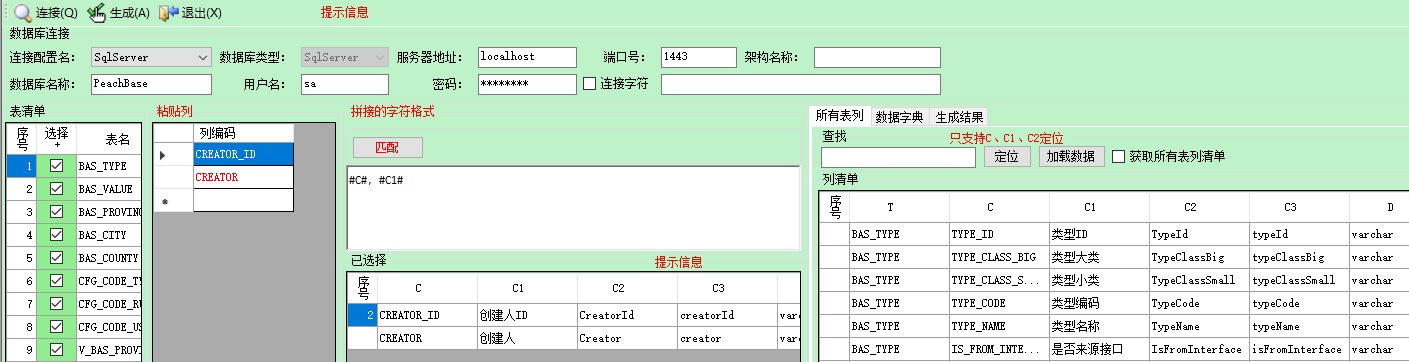 连接(Q) 生成(A) 退出(X) 提示信息
数据库连接
连接配置名: SqlServer 数据库类型: SqlServer 服务器地址: localhost 端口号: 1443 架构名称:
数据库名称: PeachBase 用户名: sa 密码: ******** 连接字符
表清单
序号 选择+ 表名
1 BAS_TYPE
2 BAS_VALUE
3 BAS_PROVINC
4 BAS_CITY
5 BAS_COUNTY
6 CFG_CODE_TY
7 CFG_CODE_RU
8 CFG_CODE_US
9 V_BAS_PROVI
粘贴列
列编码
CREATOR_ID
CREATOR
*
拼接的字符格式
匹配
#C#, #C1#
已选择 提示信息
序号 C C1 C2 C3
2 CREATOR_ID 创建人ID CreatorId creatorId varc
CREATOR 创建人 Creator creator varc
所有表列 数据字典 生成结果
查找 只支持C、C1、C2定位
定位 加载数据 获取所有表列清单
列清单
序号 T C C1 C2 C3 D
BAS_TYPE TYPE_ID 类型ID TypeId typeId varchar
BAS_TYPE TYPE_CLASS_BIG 类型大类 TypeClassBig typeClassBig varchar
BAS_TYPE TYPE_CLASS_S... 类型小类 TypeClassSmall typeClassSmall varchar
BAS_TYPE TYPE_CODE 类型编码 TypeCode typeCode varchar
BAS_TYPE TYPE_NAME 类型名称 TypeName typeName varchar
BAS_TYPE IS_FROM_INTE... 是否来源接口 IsFromInterface isFromInterface varchar